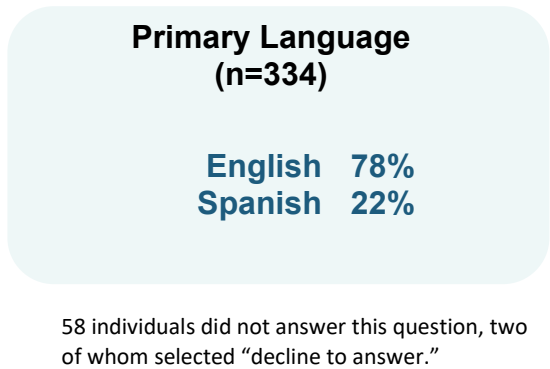 Primary Language
(n=334)
English 78%
Spanish 22%
58 individuals did not answer this question, two
of whom selected “decline to answer.”